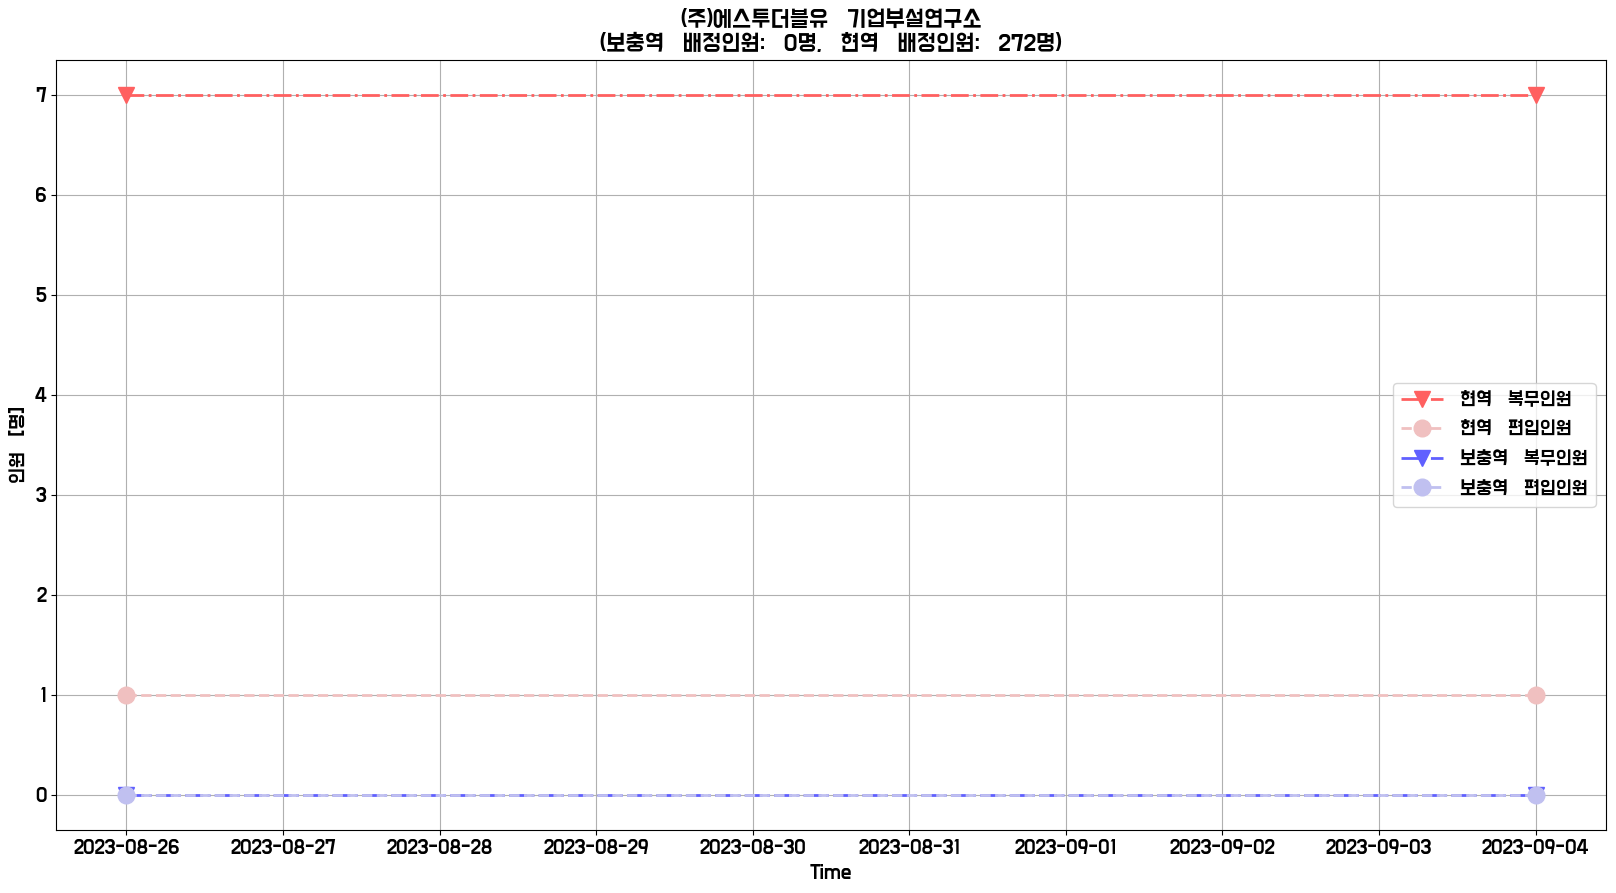 (주)에스투더블유 기업부설연구소
(보충역 배정인원: 0명, 현역 배정인원: 272명)
7
6
5
4
3
2
1
0
인원 [명]
현역 복무인원
현역 편입인원
보충역 복무인원
보충역 편입인원
2023-08-26 2023-08-27 2023-08-28 2023-08-29 2023-08-30 2023-08-31 2023-09-01 2023-09-02 2023-09-03 2023-09-04
Time